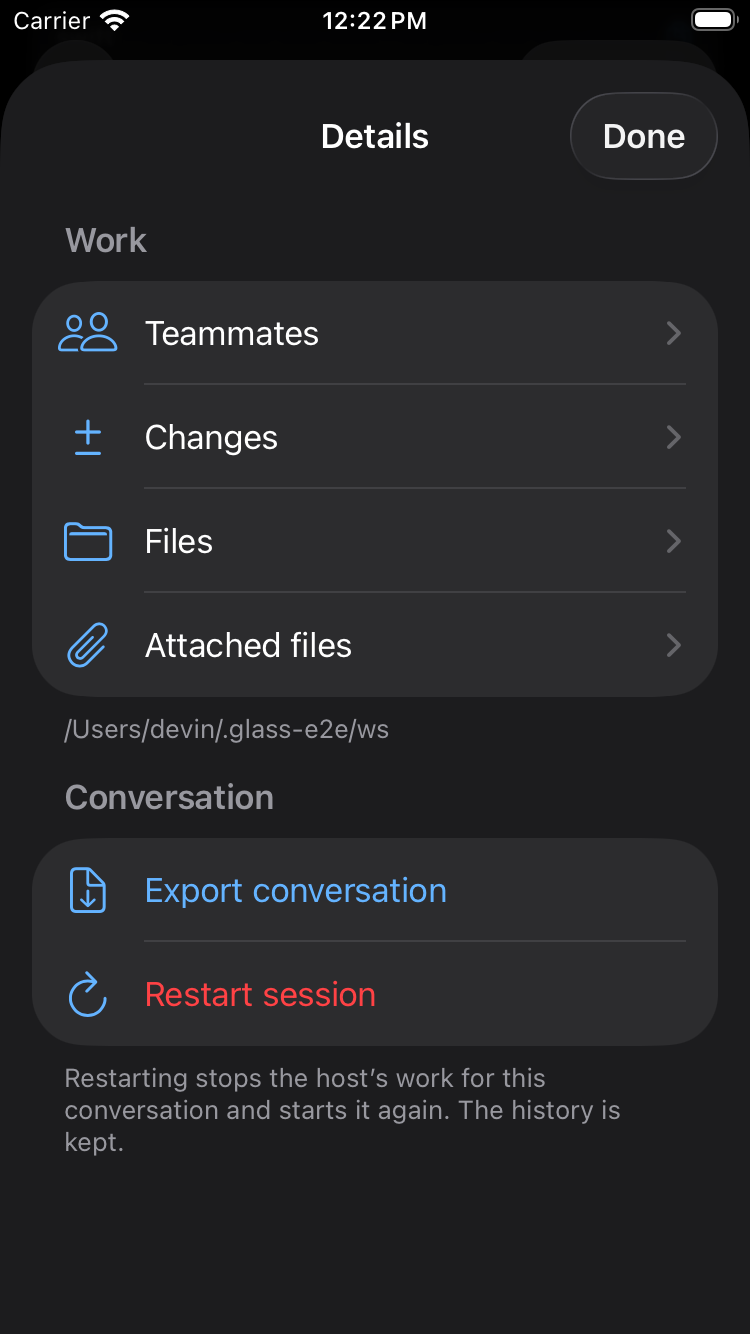 Carrier 12:22 PM
Details
Done
Work
Teammates
Changes
Files
Attached files
/Users/devin/.glass-e2e/ws
Conversation
Export conversation
Restart session
Restarting stops the host’s work for this
conversation and starts it again. The history is
kept.